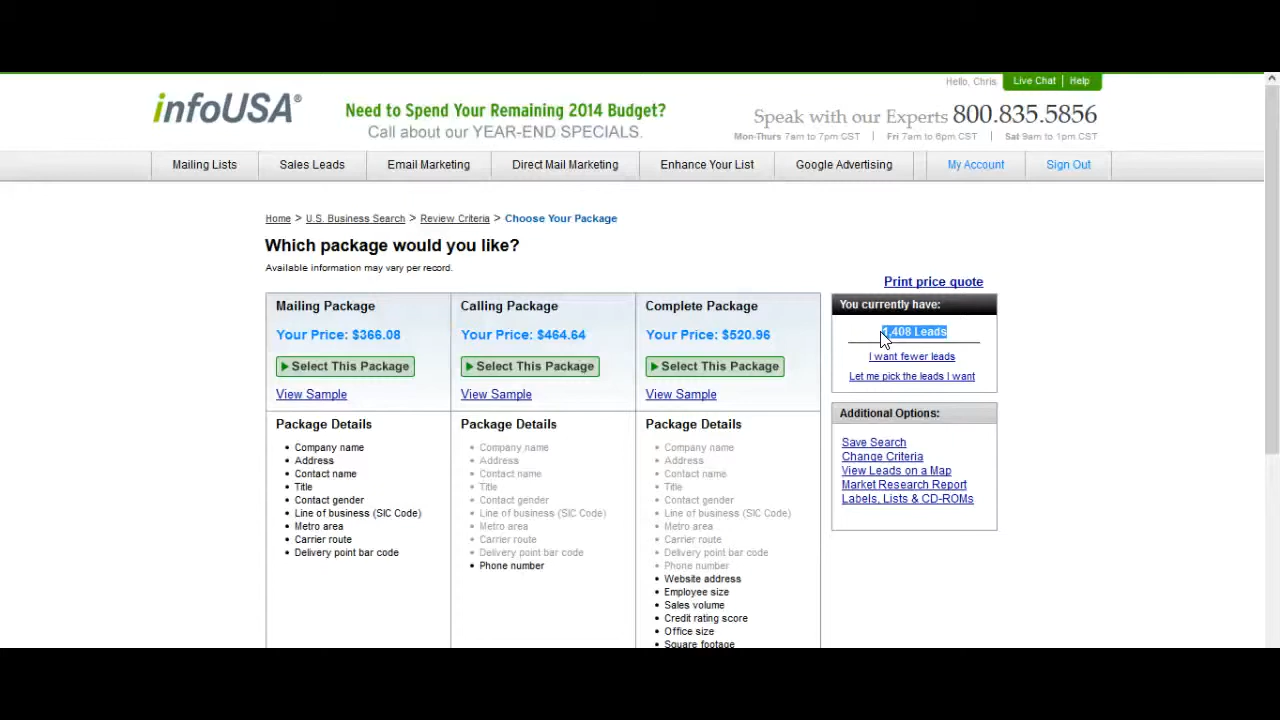 Hello, Chris
Live Chat | Help
infoUSA®
Need to Spend Your Remaining 2014 Budget?
Call about our YEAR-END SPECIALS.
Speak with our Experts 800.835.5856
Mon-Thurs 7am to 7pm CST | Fri 7am to 6pm CST | Sat 9am to 1pm CST
Mailing Lists
Sales Leads
Email Marketing
Direct Mail Marketing
Enhance Your List
Google Advertising
My Account
Sign Out
Home > U.S. Business Search > Review Criteria > Choose Your Package
Which package would you like?
Available information may vary per record.
Mailing Package
Your Price: $366.08
Select This Package
View Sample
Package Details
• Company name
• Address
• Contact name
• Title
• Contact gender
• Line of business (SIC Code)
• Metro area
• Carrier route
• Delivery point bar code
Calling Package
Your Price: $464.64
Select This Package
View Sample
Package Details
• Company name
• Address
• Contact name
• Title
• Contact gender
• Line of business (SIC Code)
• Metro area
• Carrier route
• Delivery point bar code
• Phone number
Complete Package
Your Price: $520.96
Select This Package
View Sample
Package Details
• Company name
• Address
• Contact name
• Title
• Contact gender
• Line of business (SIC Code)
• Metro area
• Carrier route
• Delivery point bar code
• Phone number
• Website address
• Employee size
• Sales volume
• Credit rating score
• Office size
• Square footage
Print price quote
You currently have:
1,408 Leads
I want fewer leads
Let me pick the leads I want
Additional Options:
Save Search
Change Criteria
View Leads on a Map
Market Research Report
Labels, Lists & CD-ROMs